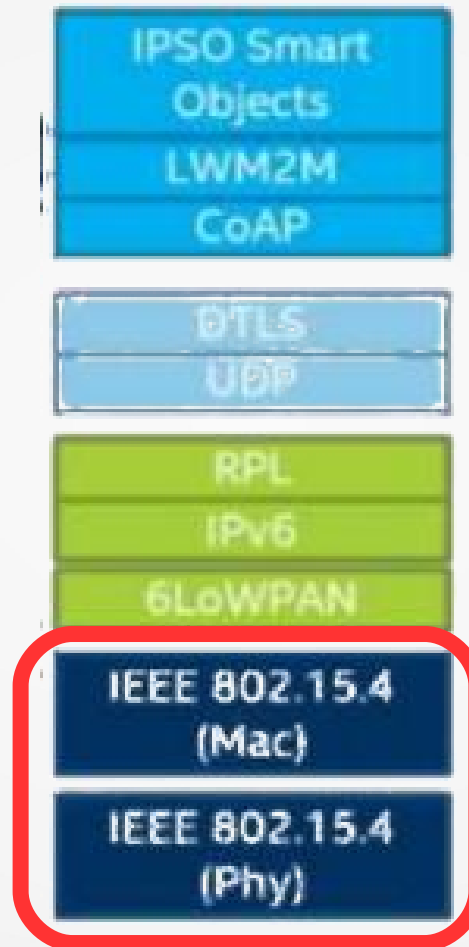 IPSO Smart
Objects
LWM2M
CoAP
DTLS
UDP
RPL
IPv6
6LoWPAN
IEEE 802.15.4
(Mac)
IEEE 802.15.4
(Phy)